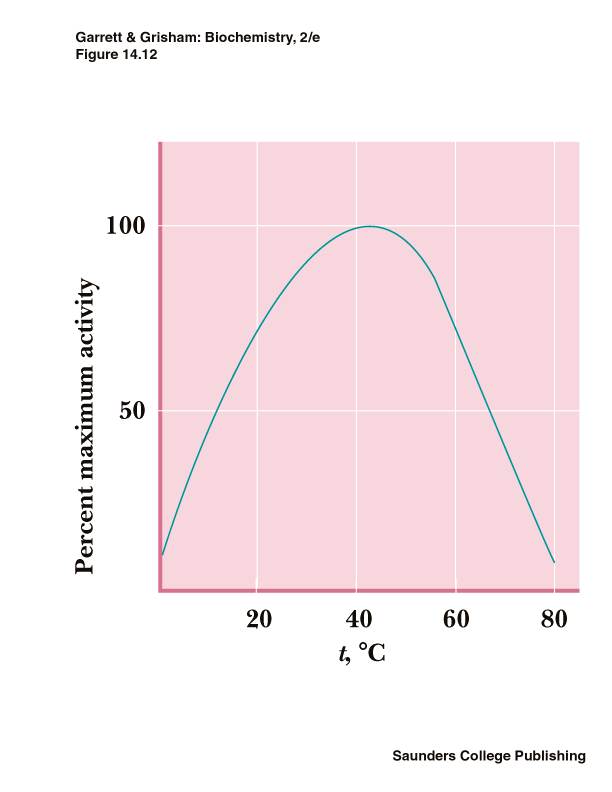 Garrett & Grisham: Biochemistry, 2/e
Figure 14.12
100
50
Percent maximum activity
20 40 60 80
t, °C
Saunders College Publishing